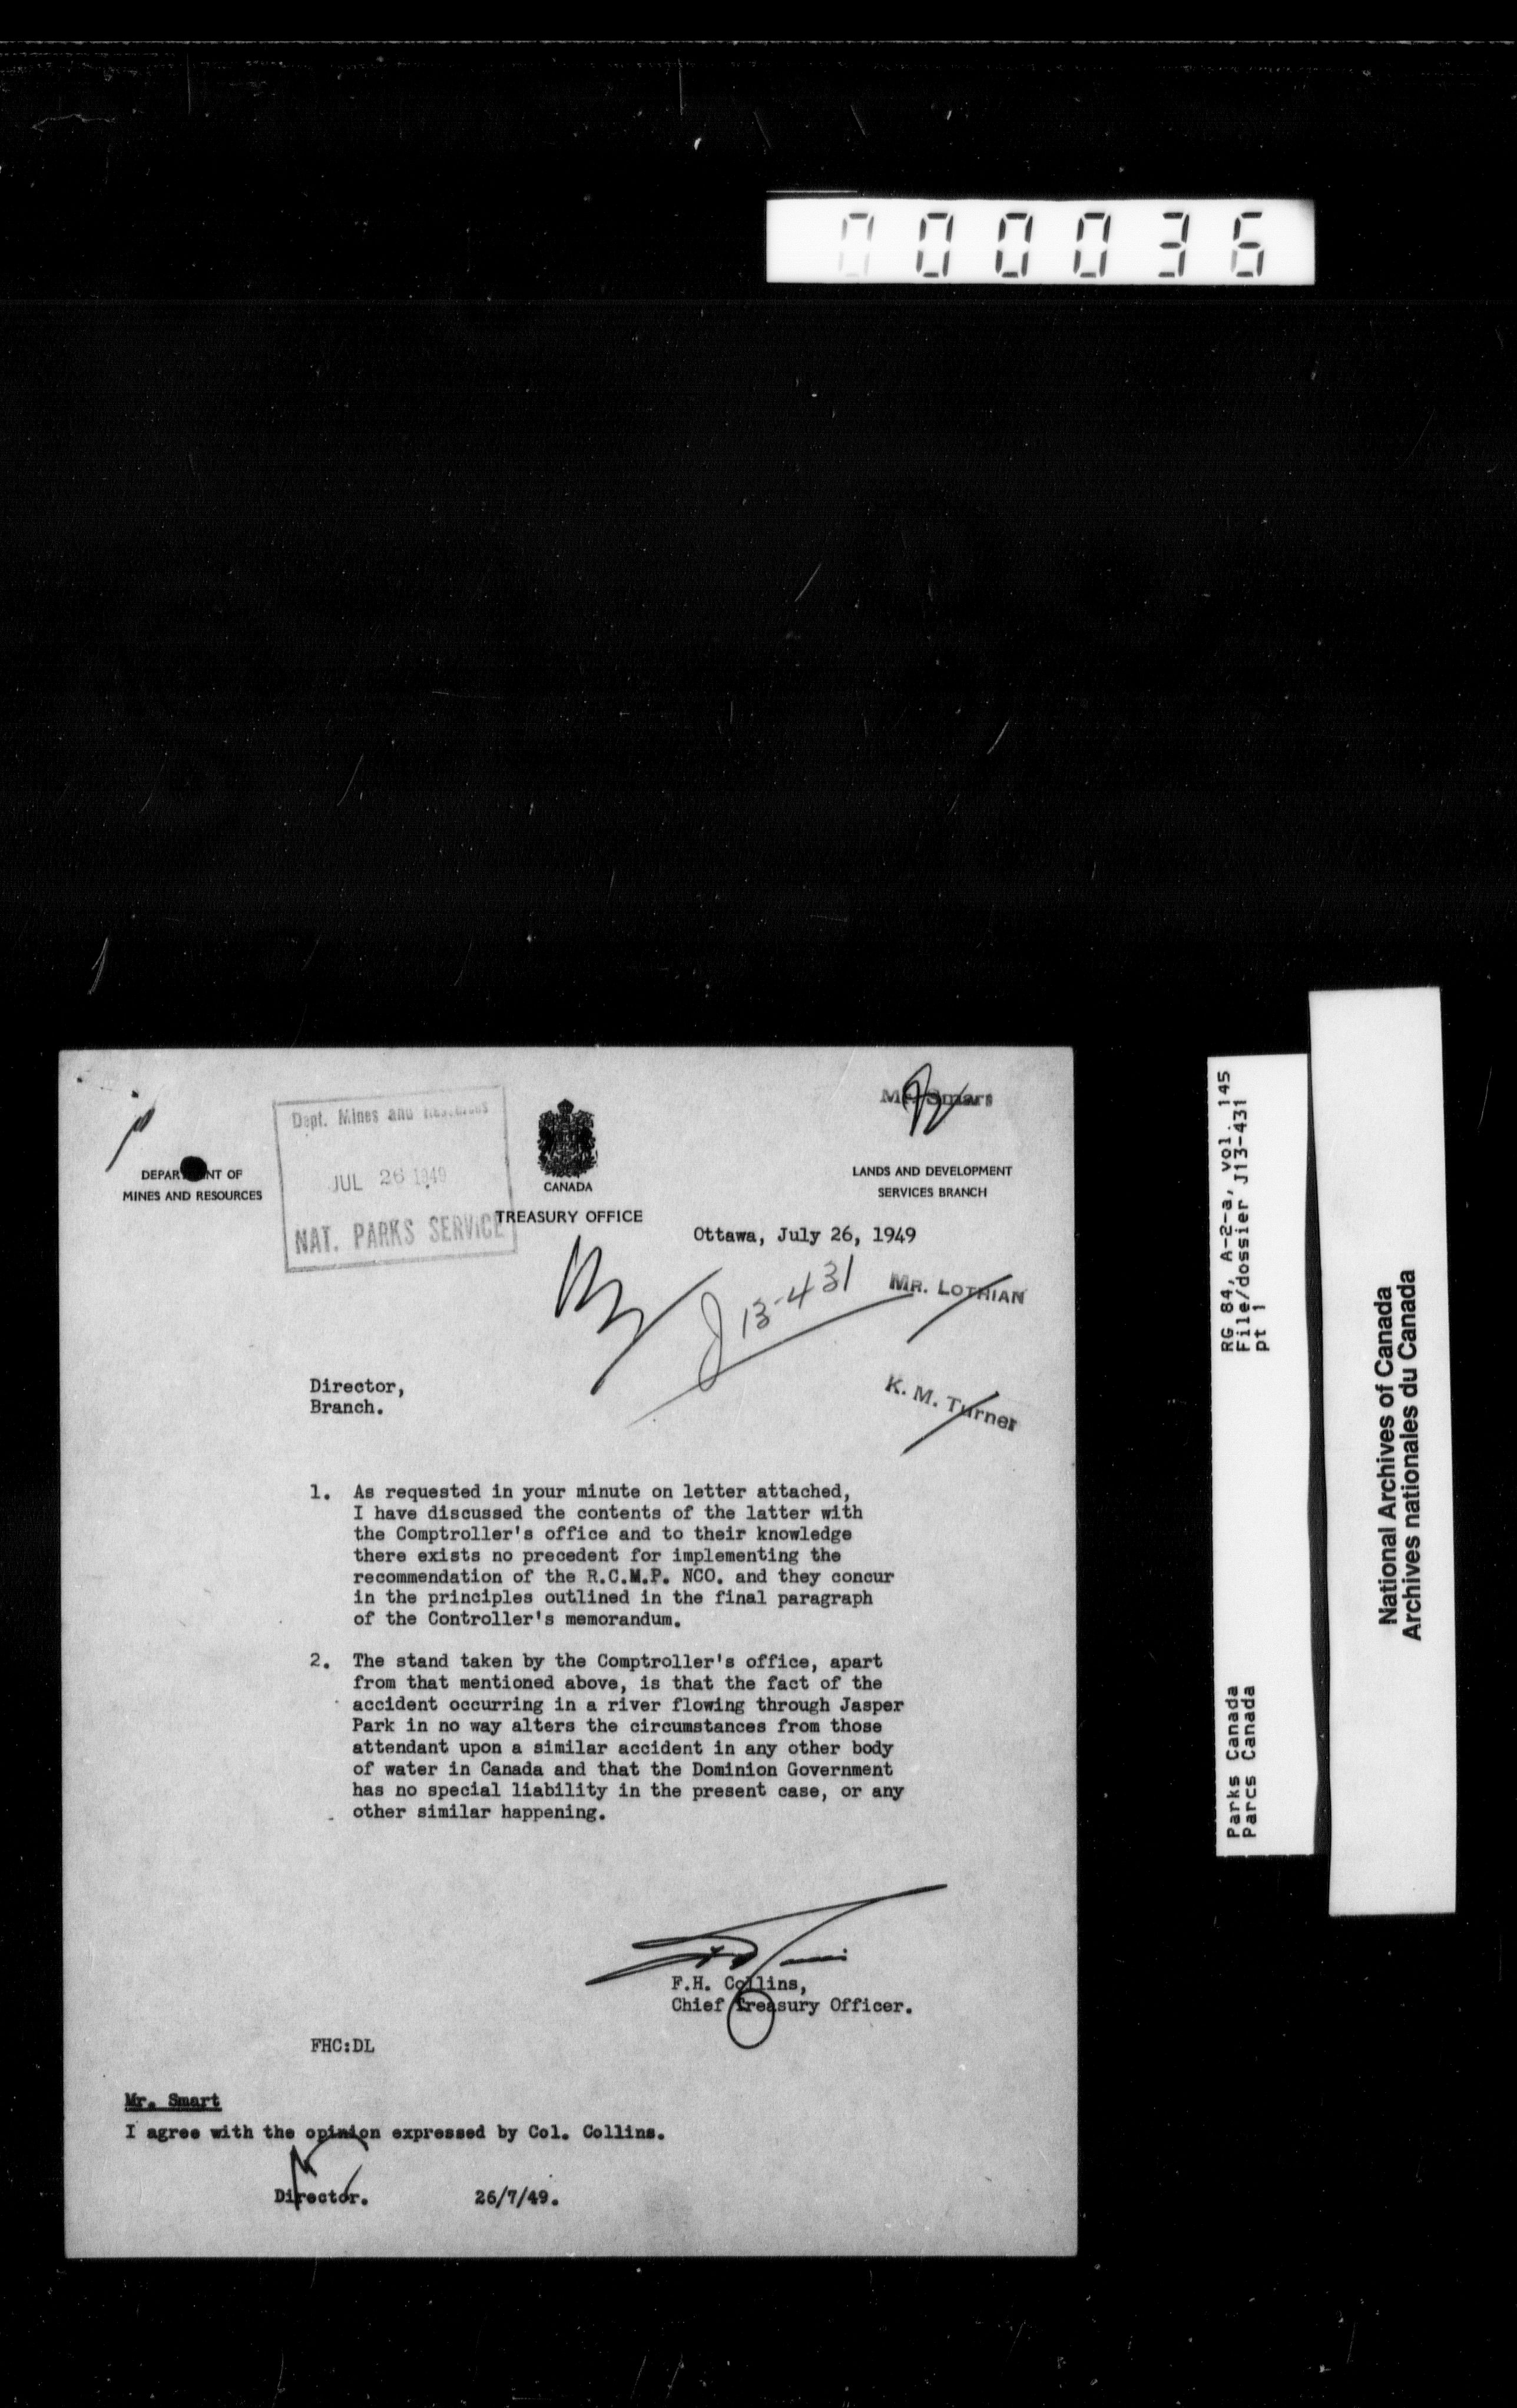 000036
Mr. Smart
Dept. Mines and Resources
JUL 26 1949
NAT. PARKS SERVICE
DEPARTMENT OF
MINES AND RESOURCES
CANADA
TREASURY OFFICE
LANDS AND DEVELOPMENT
SERVICES BRANCH
Ottawa, July 26, 1949
J 13-431
MR. LOTHIAN
K. M. Turner
Director,
Branch.
1. As requested in your minute on letter attached,
I have discussed the contents of the latter with
the Comptroller's office and to their knowledge
there exists no precedent for implementing the
recommendation of the R.C.M.P. NCO. and they concur
in the principles outlined in the final paragraph
of the Controller's memorandum.
2. The stand taken by the Comptroller's office, apart
from that mentioned above, is that the fact of the
accident occurring in a river flowing through Jasper
Park in no way alters the circumstances from those
attendant upon a similar accident in any other body
of water in Canada and that the Dominion Government
has no special liability in the present case, or any
other similar happening.
F.H. Collins,
Chief Treasury Officer.
FHC:DL
Mr. Smart
I agree with the opinion expressed by Col. Collins.
Director. 26/7/49.
RG 84, A-2-a, vol. 145
File/dossier J13-431
pt 1
Parks Canada
Parcs Canada
National Archives of Canada
Archives nationales du Canada